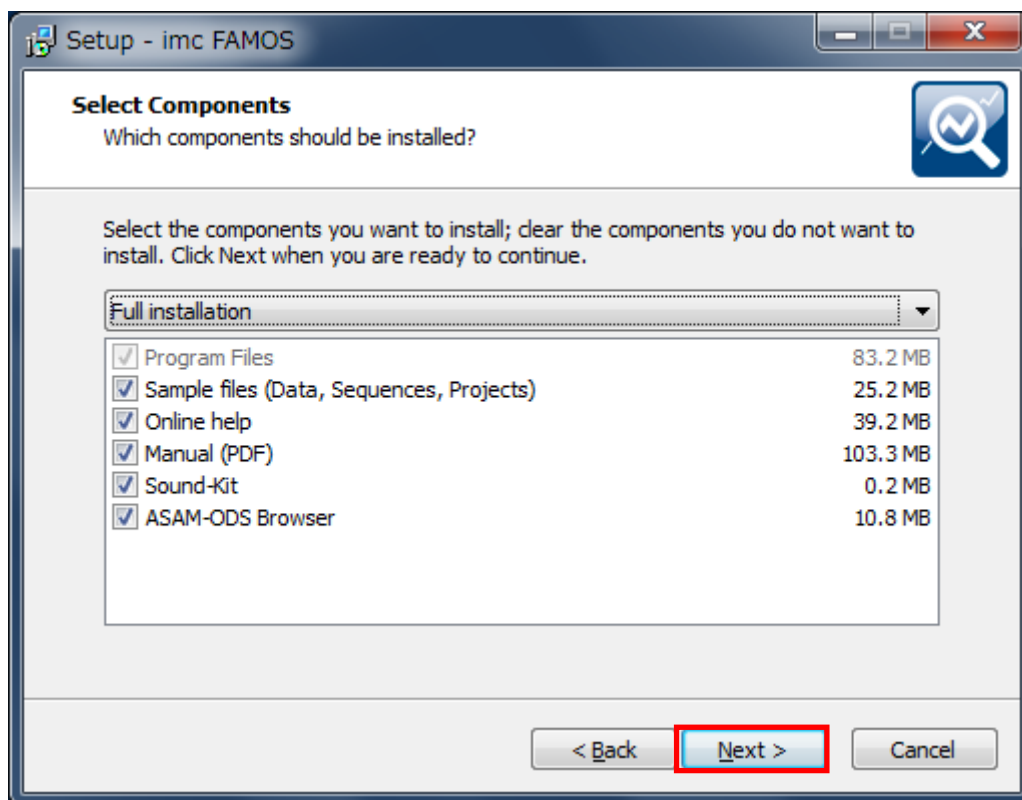 Setup - imc FAMOS
Select Components
Which components should be installed?
Select the components you want to install; clear the components you do not want to
install. Click Next when you are ready to continue.
Full installation
Program Files 83.2 MB
Sample files (Data, Sequences, Projects) 25.2 MB
Online help 39.2 MB
Manual (PDF) 103.3 MB
Sound-Kit 0.2 MB
ASAM-ODS Browser 10.8 MB
< Back Next > Cancel